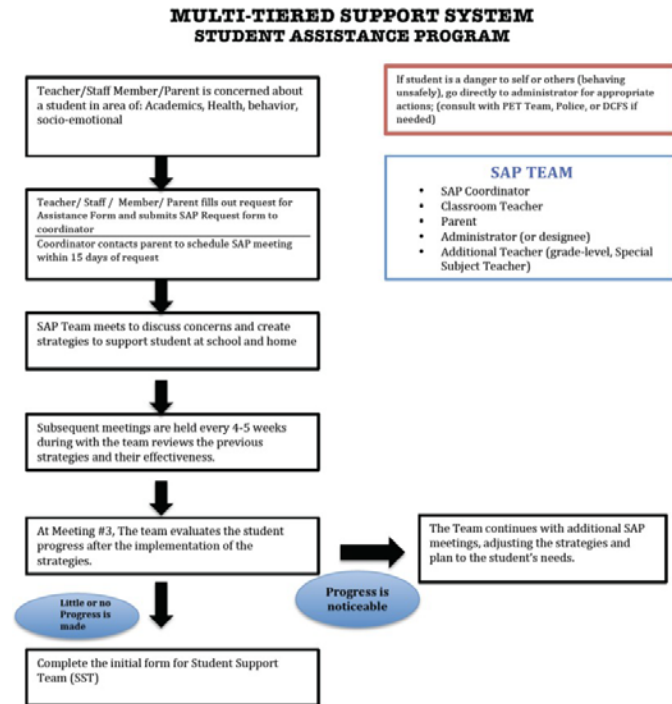 MULTI-TIERED SUPPORT SYSTEM
STUDENT ASSISTANCE PROGRAM
Teacher/Staff Member/Parent is concerned about
a student in area of: Academics, Health, behavior,
socio-emotional
If student is a danger to self or others (behaving
unsafely), go directly to administrator for appropriate
actions; (consult with PET Team, Police, or DCFS if
needed)
Teacher/ Staff / Member/ Parent fills out request for
Assistance Form and submits SAP Request form to
coordinator
Coordinator contacts parent to schedule SAP meeting
within 15 days of request
SAP TEAM
• SAP Coordinator
• Classroom Teacher
• Parent
• Administrator (or designee)
• Additional Teacher (grade-level, Special
Subject Teacher)
SAP Team meets to discuss concerns and create
strategies to support student at school and home
Subsequent meetings are held every 4-5 weeks
during with the team reviews the previous
strategies and their effectiveness.
At Meeting #3, The team evaluates the student
progress after the implementation of the
strategies.
The Team continues with additional SAP
meetings, adjusting the strategies and
plan to the student's needs.
Progress is
noticeable
Little or no
Progress is
made
Complete the initial form for Student Support
Team (SST)